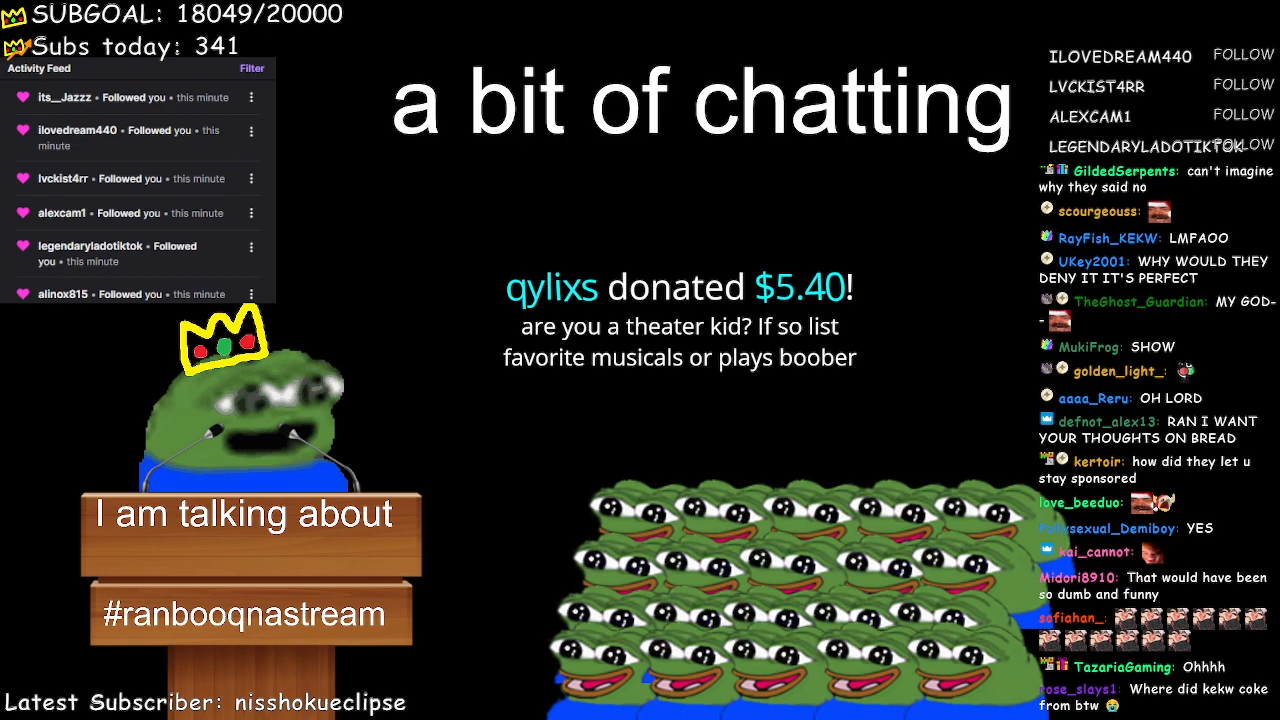 SUBGOAL: 18049/20000
Subs today: 341
Activity Feed
Filter
its__Jazzz • Followed you • this minute
ilovedream440 • Followed you • this
minute
lvckist4rr • Followed you • this minute
alexcam1 • Followed you • this minute
legendaryladotiktok • Followed
you • this minute
alinox815 • Followed you • this minute
a bit of chatting
qylixs donated $5.40!
are you a theater kid? If so list
favorite musicals or plays boober
I am talking about
#ranbooqnastream
Latest Subscriber: nisshokueclipse
ILOVEDREAM440 FOLLOW
LVCKIST4RR FOLLOW
ALEXCAM1 FOLLOW
LEGENDARYLADOTIKTOK FOLLOW
GildedSerpents: can't imagine
why they said no
scourgeouss:
RayFish_KEKW: LMPAOO
UKey2001: WHY WOULD THEY
DENY IT IT'S PERFECT
TheGhost_Guardian: MY GOD-
-
MukiFrog: SHOW
golden_light_:
aaaa_Reru: OH LORD
defnot_alex13: RAN I WANT
YOUR THOUGHTS ON BREAD
kertoir: how did they let u
stay sponsored
love_beeduo:
Polysexual_Demiboy: YES
kai_cannot:
Midori8910: That would have been
so dumb and funny
sofiahan_:
TazariaGaming: Ohhhh
rose_slays1: Where did kekw coke
from btw 😭